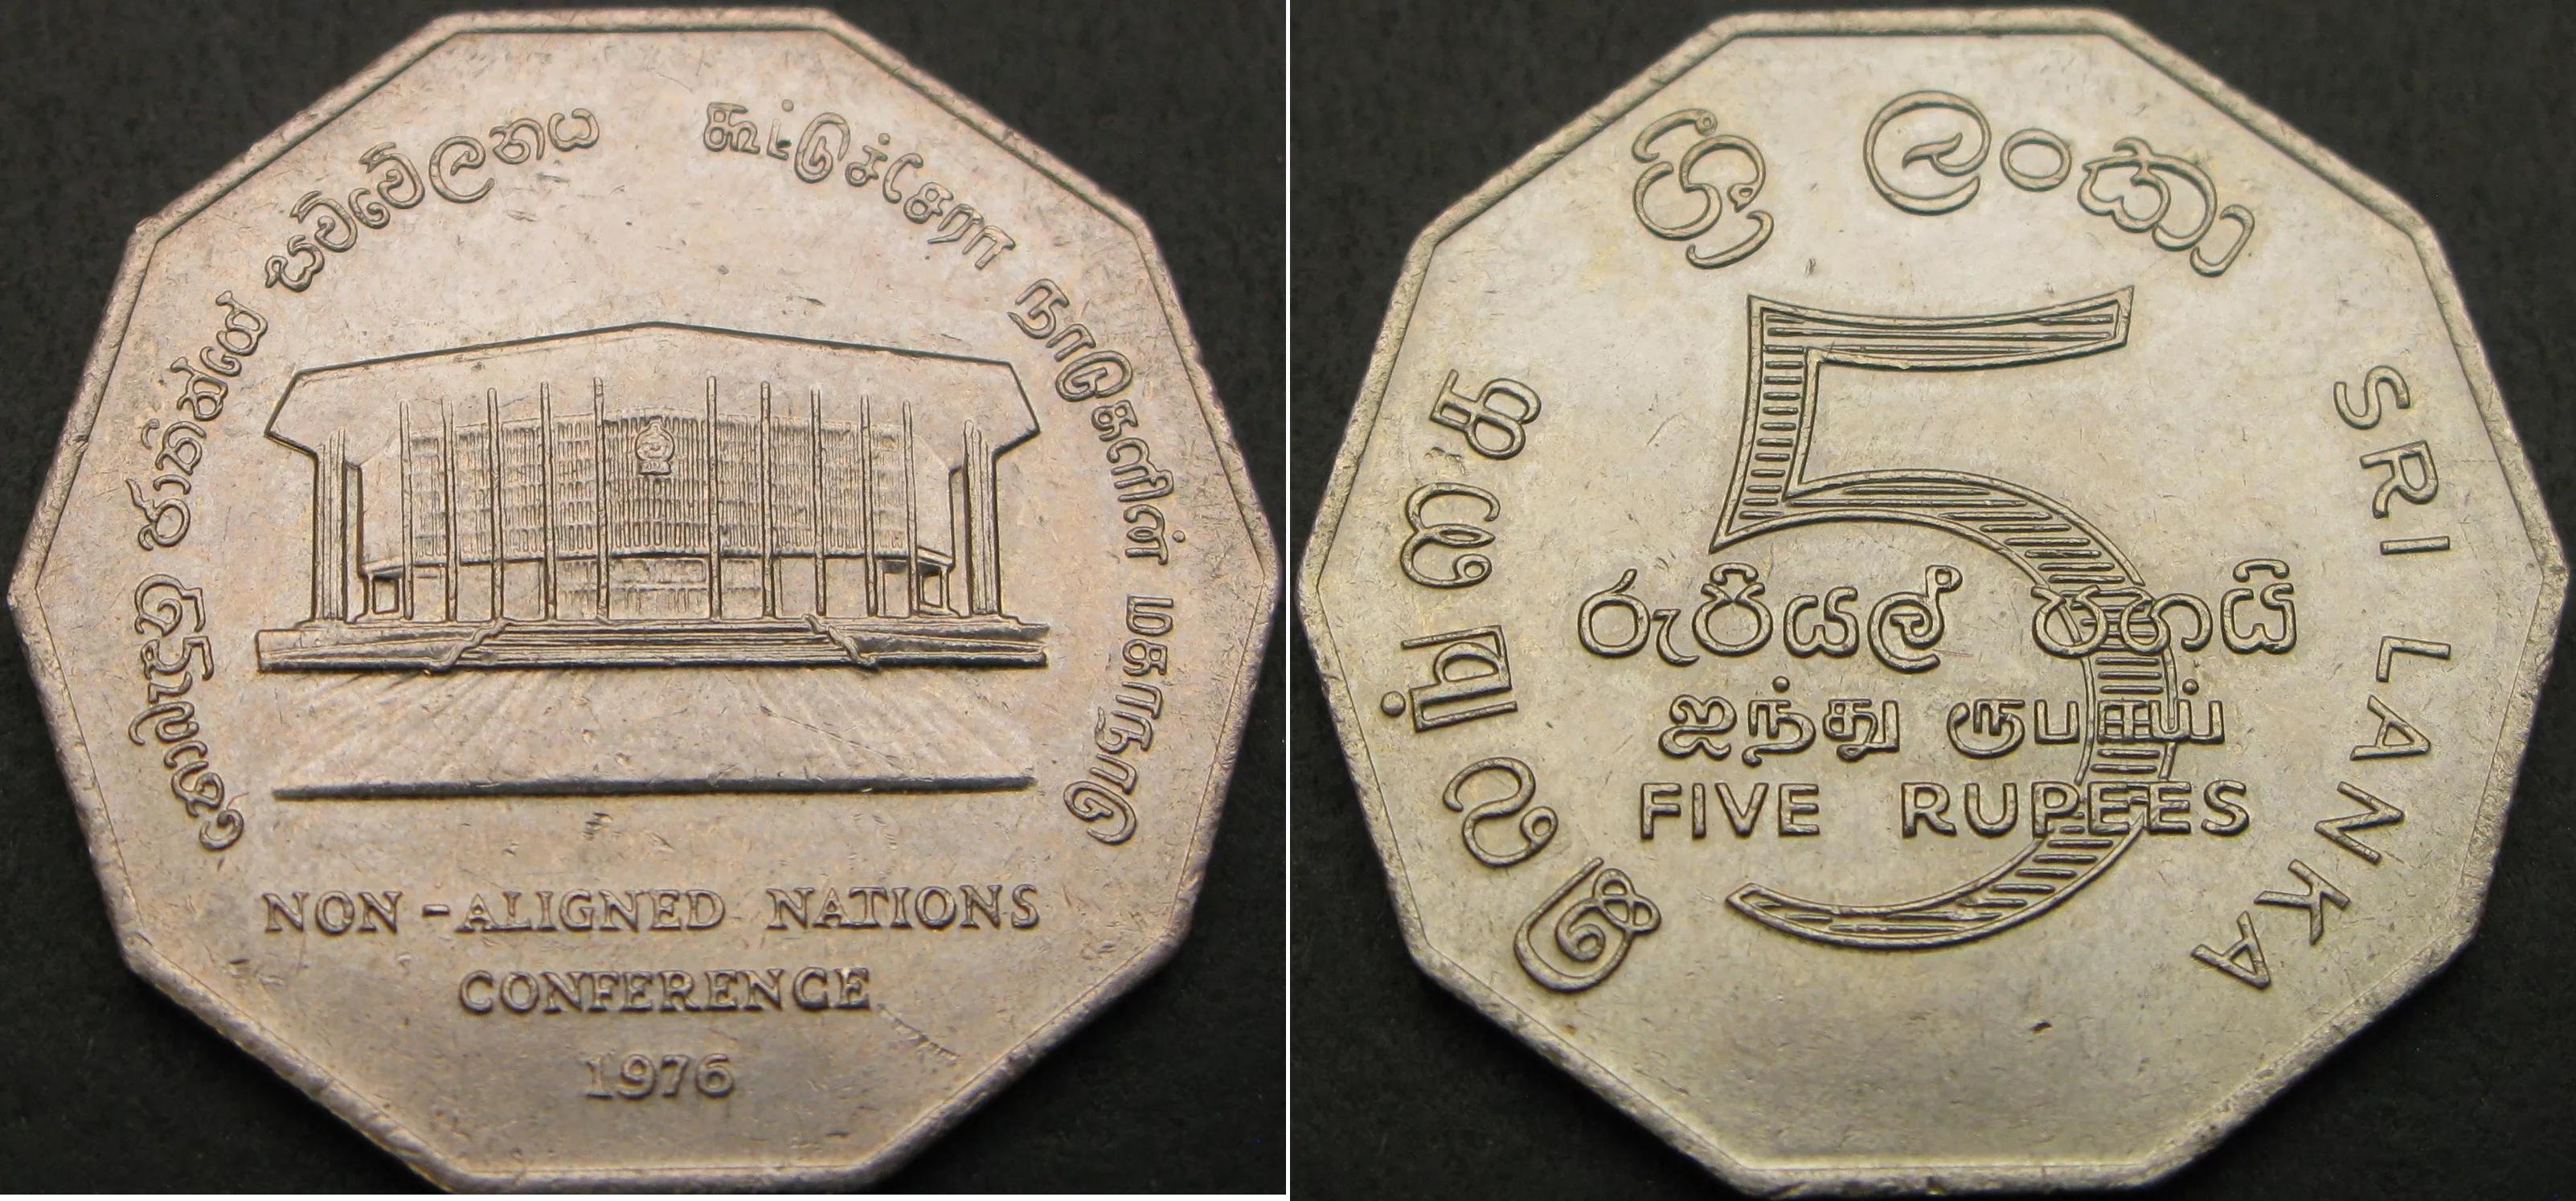 නොබැඳි ජාතීන්ගේ සම්මේලනය
கூட்டுச்சேரா நாடுகளின் மகாநாடு
NON-ALIGNED NATIONS
CONFERENCE
1976
ශ්‍රී ලංකා
இலங்கை
SRI LANKA
5
රුපියල් පහයි
ஐந்து ரூபாய்
FIVE RUPEES